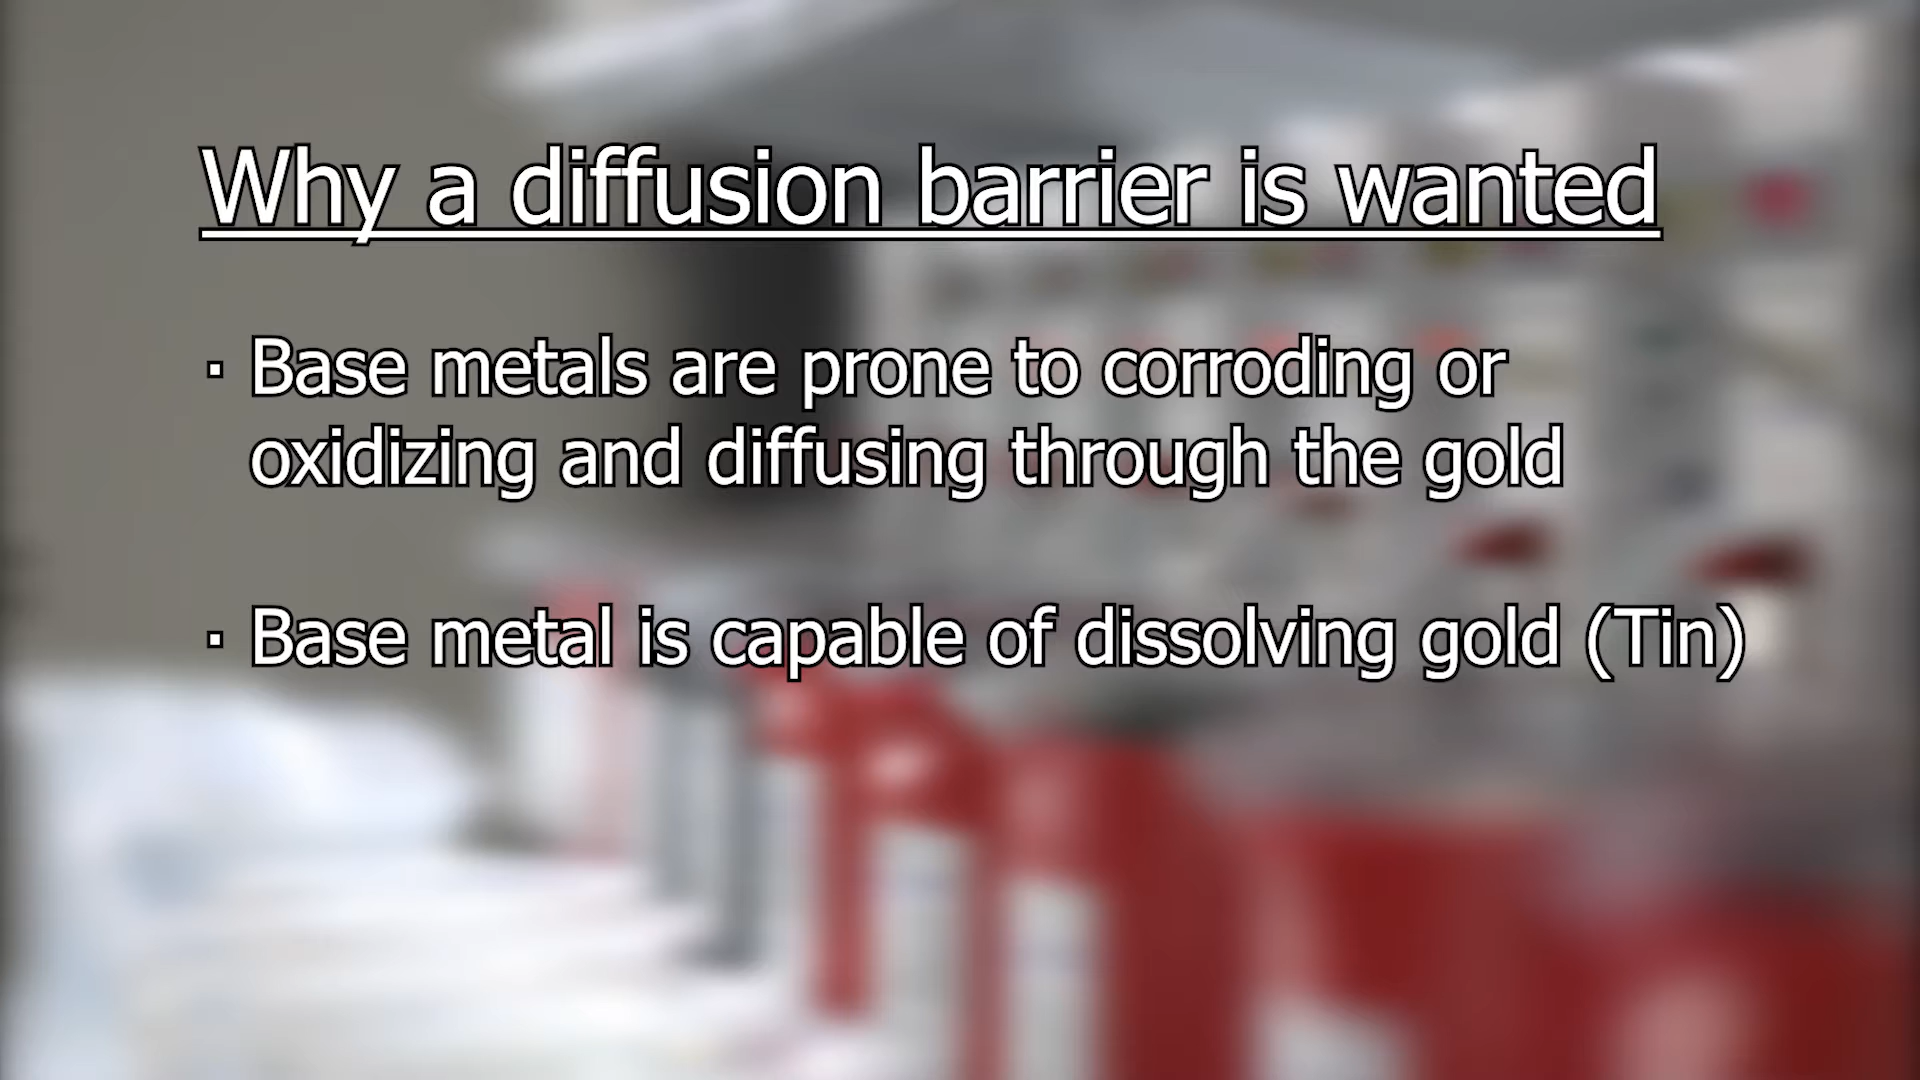 Why a diffusion barrier is wanted
· Base metals are prone to corroding or
oxidizing and diffusing through the gold
· Base metal is capable of dissolving gold (Tin)